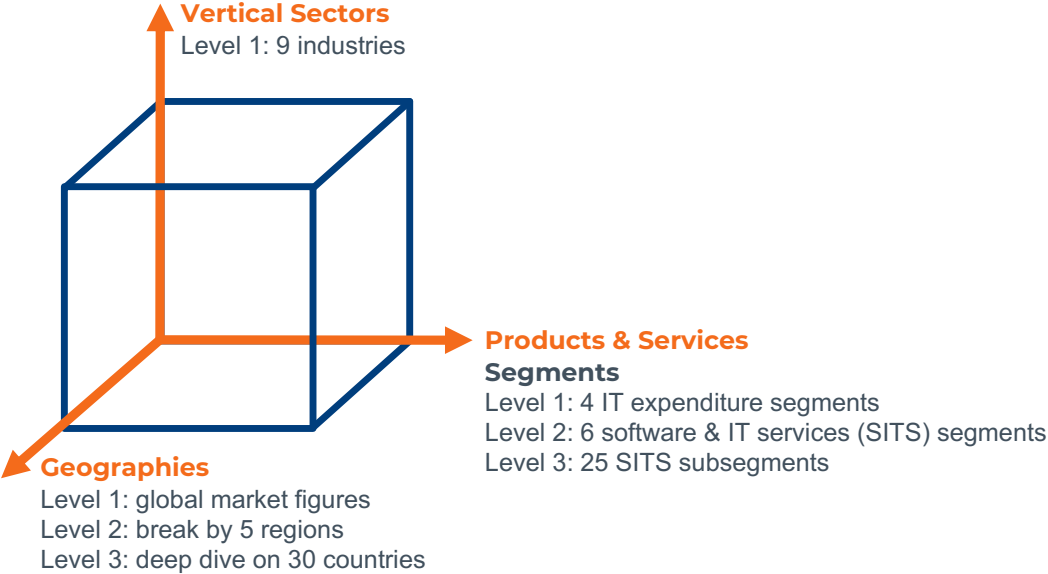 Vertical Sectors
Level 1: 9 industries
Products & Services
Segments
Level 1: 4 IT expenditure segments
Level 2: 6 software & IT services (SITS) segments
Level 3: 25 SITS subsegments
Geographies
Level 1: global market figures
Level 2: break by 5 regions
Level 3: deep dive on 30 countries